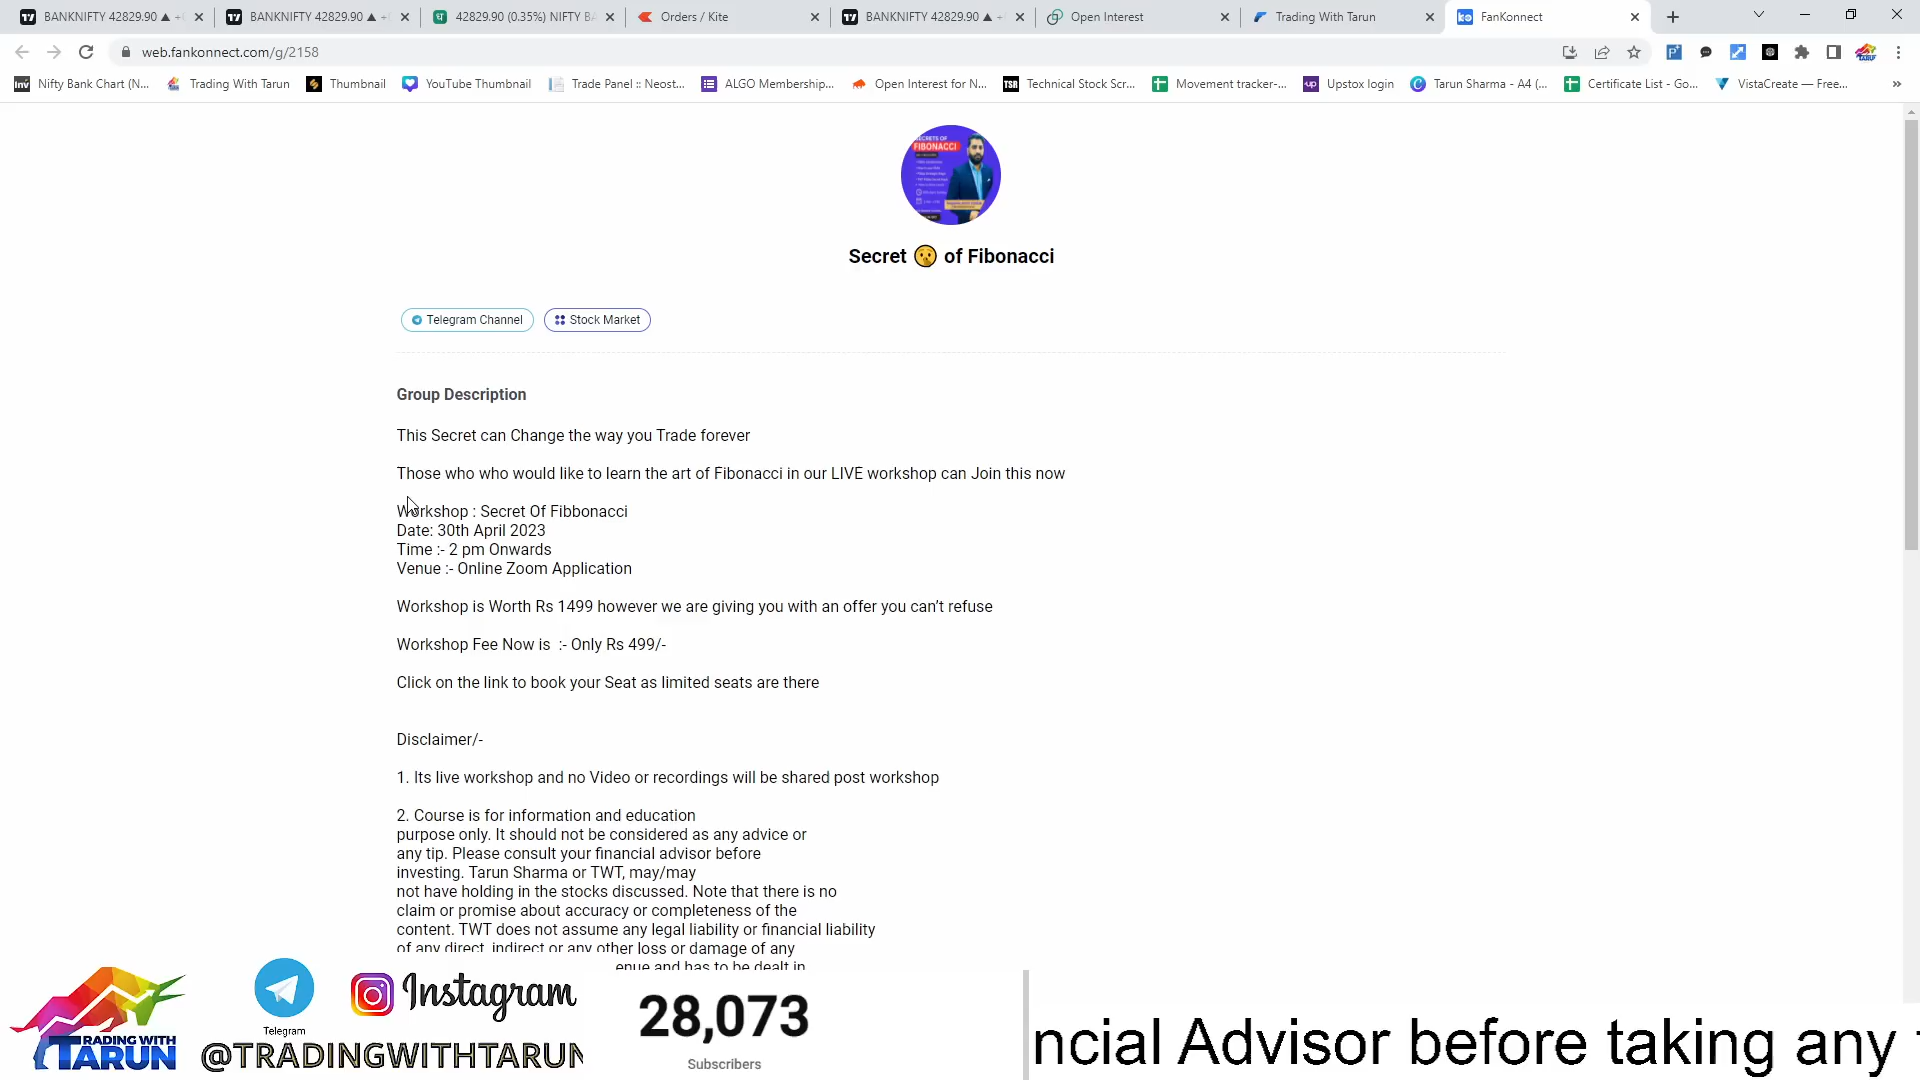 BANKNIFTY 42829.90 ▲ +
BANKNIFTY 42829.90 ▲ +
42829.90 (0.35%) NIFTY BA
Orders / Kite
BANKNIFTY 42829.90 ▲ +
Open Interest
Trading With Tarun
FanKonnect
web.fankonnect.com/g/2158
Nifty Bank Chart (N...
Trading With Tarun
Thumbnail
YouTube Thumbnail
Trade Panel :: Neost...
ALGO Membership...
Open Interest for N...
Technical Stock Scr...
Movement tracker-...
Upstox login
Tarun Sharma - A4 (...
Certificate List - Go...
VistaCreate — Free...
SECRETS OF
FIBONACCI
Secret 🤫 of Fibonacci
Telegram Channel
Stock Market
Group Description
This Secret can Change the way you Trade forever
Those who who would like to learn the art of Fibonacci in our LIVE workshop can Join this now
Workshop : Secret Of Fibbonacci
Date: 30th April 2023
Time :- 2 pm Onwards
Venue :- Online Zoom Application
Workshop is Worth Rs 1499 however we are giving you with an offer you can’t refuse
Workshop Fee Now is  :- Only Rs 499/-
Click on the link to book your Seat as limited seats are there
Disclaimer/-
1. Its live workshop and no Video or recordings will be shared post workshop
2. Course is for information and education
purpose only. It should not be considered as any advice or
any tip. Please consult your financial advisor before
investing. Tarun Sharma or TWT, may/may
not have holding in the stocks discussed. Note that there is no
claim or promise about accuracy or completeness of the
content. TWT does not assume any legal liability or financial liability
of any direct, indirect or any other loss or damage of any
enue and has to be dealt in
TRADING WITH
TARUN
Telegram
Instagram
@TRADINGWITHTARUN
28,073
Subscribers
ncial Advisor before taking any